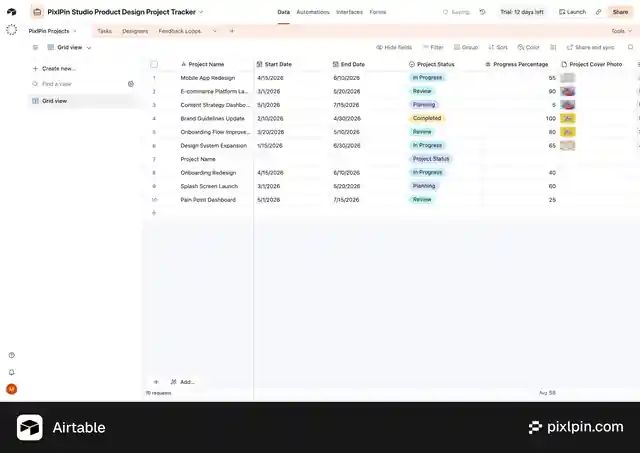 PixlPin Studio Product Design Project Tracker
Data Automations Interfaces Forms
Saving... Trial: 12 days left Launch Share
PixlPin Projects Tasks Designers Feedback Loops Tools
Grid view Hide fields Filter Group Sort Color Share and sync
Create new...
Find a view
Grid view
Project Name Start Date End Date Project Status Progress Percentage Project Cover Photo
1 Mobile App Redesign 4/15/2026 6/10/2026 In Progress 55
2 E-commerce Platform La... 3/1/2026 5/20/2026 Review 90
3 Content Strategy Dashbo... 5/1/2026 7/15/2026 Planning 5
4 Brand Guidelines Update 2/10/2026 4/30/2026 Completed 100
5 Onboarding Flow Improve... 3/20/2026 5/10/2026 Review 80
6 Design System Expansion 1/15/2026 6/30/2026 In Progress 65
7 Project Name Project Status
8 Onboarding Redesign 4/15/2026 6/10/2026 In Progress 40
9 Splash Screen Launch 3/1/2026 5/20/2026 Planning 60
10 Pain Point Dashboard 5/1/2026 7/15/2026 Review 25
Add...
Avg 58
Airtable
pixlpin.com